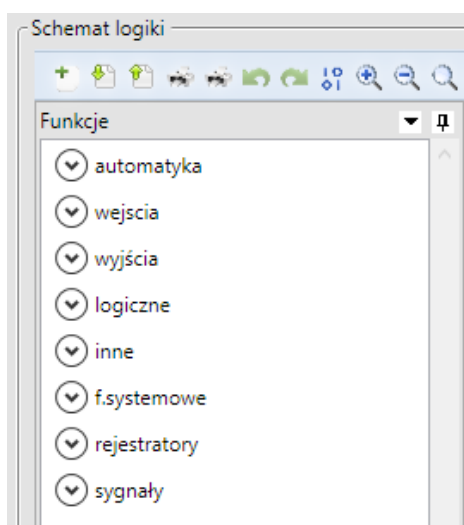 Schemat logiki
Funkcje
automatyka
wejscia
wyjścia
logiczne
inne
f.systemowe
rejestratory
sygnały